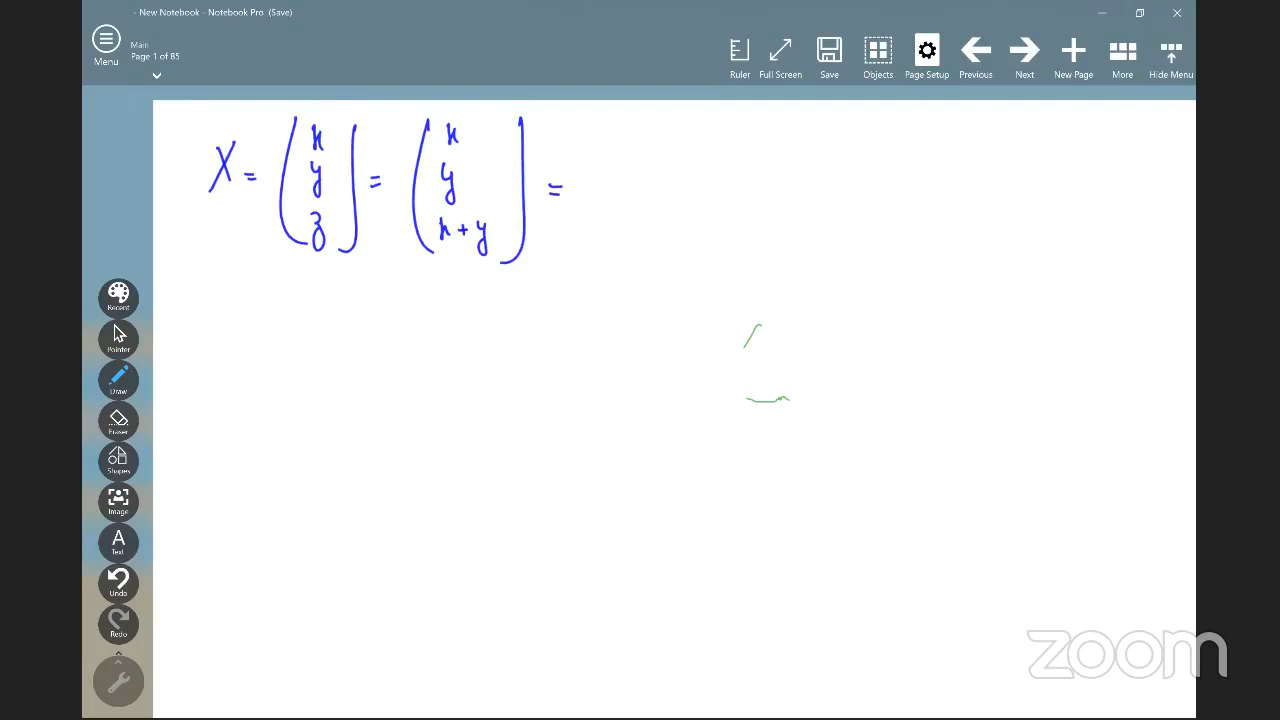 - New Notebook - Notebook Pro (Save)
Menu
Main
Page 1 of 85
Ruler
Full Screen
Save
Objects
Page Setup
Previous
Next
New Page
More
Hide Menu
X = ( x y z ) = ( x y x + y ) =
Recent
Pointer
Draw
Eraser
Shapes
Image
A
Text
Undo
Redo
zoom